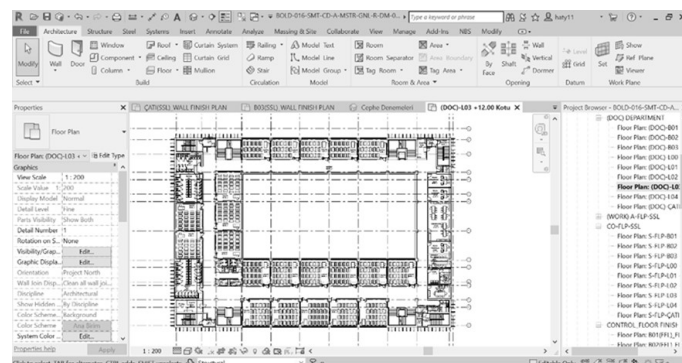 BOLD-016-SMT-CD-A-MSTR-GNL-R-DM-0...
Type a keyword or phrase
haty11
File Architecture Structure Steel Systems Insert Annotate Analyze Massing & Site Collaborate View Manage Add-Ins NBS Modify
Modify
Wall
Door
Window
Component
Column
Roof
Ceiling
Floor
Curtain System
Curtain Grid
Mullion
Railing
Ramp
Stair
Model Text
Model Line
Model Group
Room
Room Separator
Tag Room
Area
Area Boundary
Tag Area
By Face
Shaft
Wall
Vertical
Dormer
Level
Grid
Set
Show
Ref Plane
Viewer
Select
Build
Circulation
Model
Room & Area
Opening
Datum
Work Plane
Properties
Floor Plan
Floor Plan: (DOC)-L03
Edit Type
Graphics
View Scale 1 : 200
Scale Value 1: 200
Display Model Normal
Detail Level Fine
Parts Visibility Show Both
Detail Number 1
Rotation on S... None
Visibility/Grap... Edit...
Graphic Displa... Edit...
Orientation Project North
Wall Join Disp... Clean all wall joi...
Discipline Architectural
Show Hidden ... By Discipline
Color Scheme ... Background
Color Scheme
System Color ... Edit...
Properties help
Apply
ÇATI(SSL) WALL FINISH PLAN
B03(SSL) WALL FINISH PLAN
Cephe Denemeleri
(DOC)-L03 +12.00 Kotu
1 : 200
Project Browser - BOLD-016-SMT-CD-A...
(DOC) DEPARTMENT
Floor Plan: (DOC)-B01
Floor Plan: (DOC)-B02
Floor Plan: (DOC)-B03
Floor Plan: (DOC)-L00
Floor Plan: (DOC)-L01
Floor Plan: (DOC)-L02
Floor Plan: (DOC)-L0
Floor Plan: (DOC)-L04
Floor Plan: (DOC)-ÇATI
(WORK) A-FLP-SSL
CO-FLP-SSL
Floor Plan: S-FLP-B01
Floor Plan: S-FLP-B02
Floor Plan: S-FLP-B03
Floor Plan: S-FLP-L00
Floor Plan: S-FLP-L01
Floor Plan: S-FLP-L02
Floor Plan: S-FLP-L03
Floor Plan: S-FLP-L04
Floor Plan: S-FLP-ÇATI
CONTROL_FLOOR FINISH